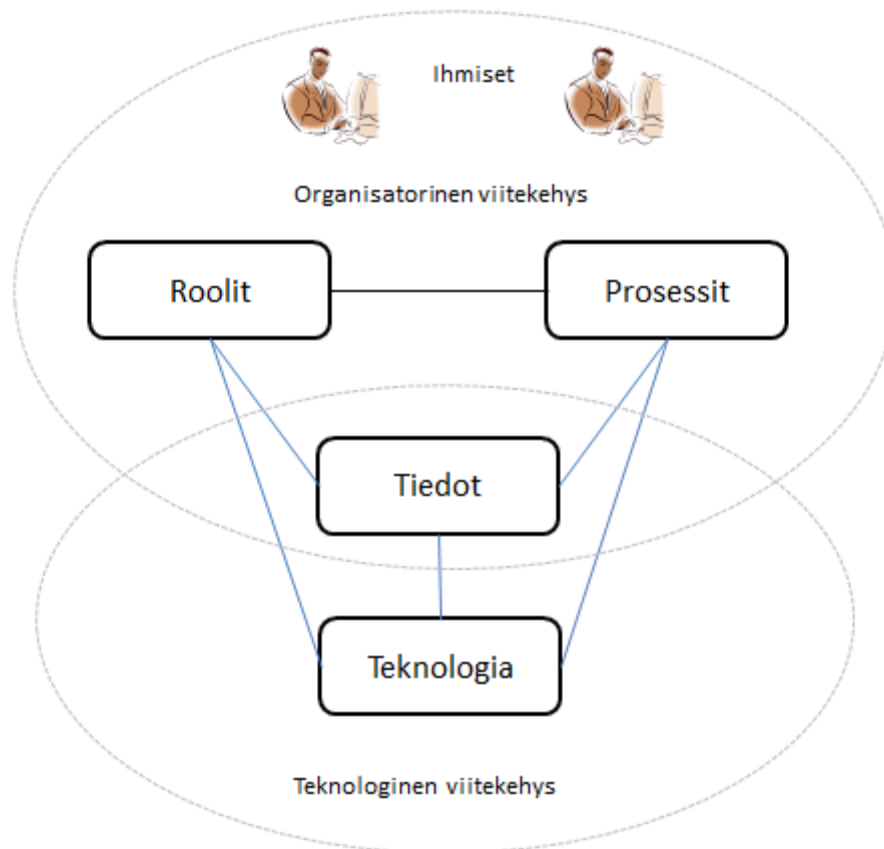 Ihmiset
Organisatorinen viitekehys
Roolit
Prosessit
Tiedot
Teknologia
Teknologinen viitekehys